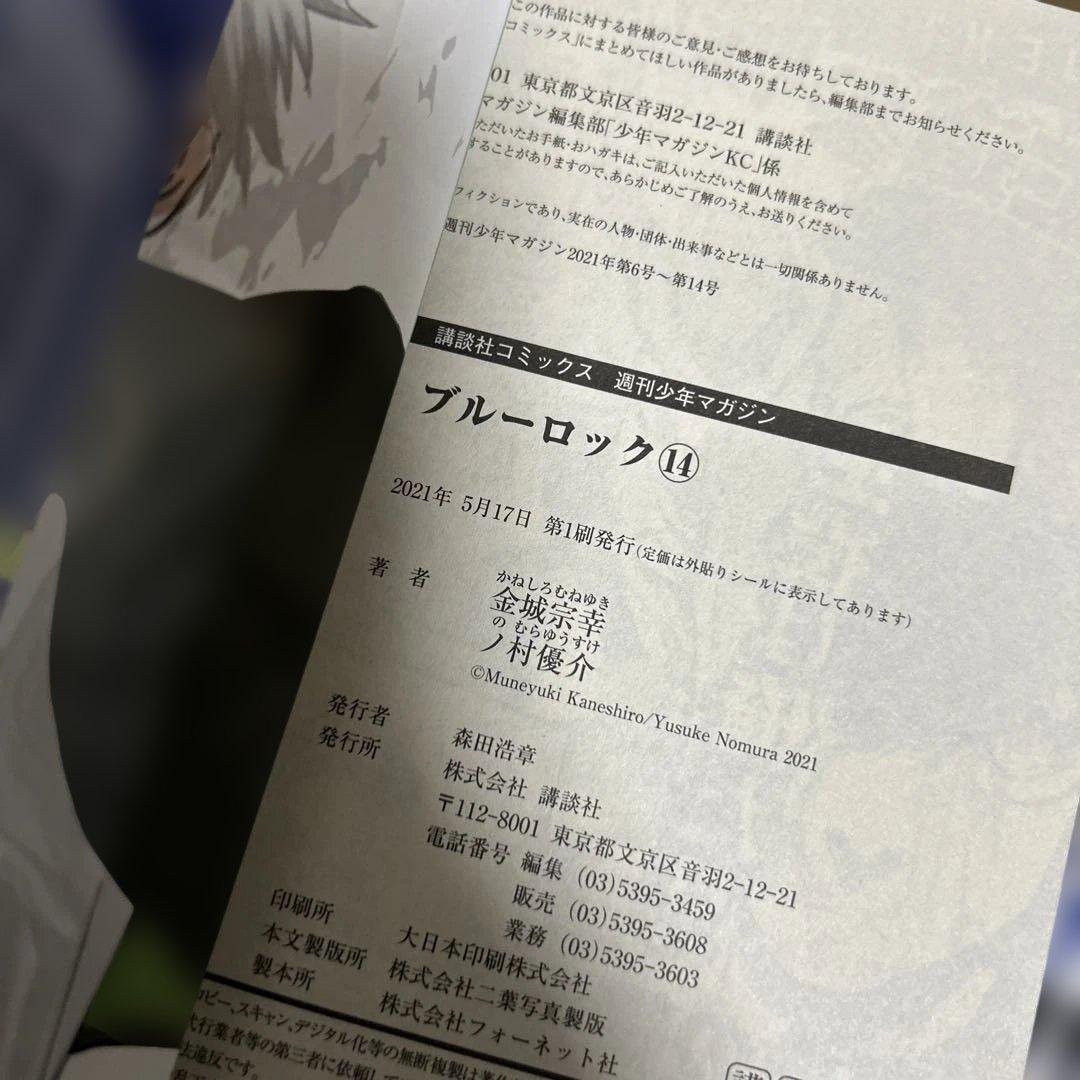 この作品に対する皆様のご意見・ご感想をお待ちしております。
コミックス」にまとめてほしい作品がありましたら、編集部までお知らせください。
01 東京都文京区音羽2-12-21 講談社
マガジン編集部「少年マガジンKC」係
ただいたお手紙・おハガキは、ご記入いただいた個人情報を含めて
することがありますので、あらかじめご了解のうえ、お送りください。
フィクションであり、実在の人物・団体・出来事などとは一切関係ありません。
週刊少年マガジン2021年第6号〜第14号
講談社コミックス 週刊少年マガジン
ブルーロック⑭
2021年 5月17日 第1刷発行(定価は外貼りシールに表示してあります)
著 者
かねしろむねゆき
金城宗幸
の むらゆうすけ
ノ村優介
©Muneyuki Kaneshiro/Yusuke Nomura 2021
発行者 森田浩章
発行所 株式会社 講談社
〒112-8001 東京都文京区音羽2-12-21
電話番号 編集 (03)5395-3459
販売 (03)5395-3608
業務 (03)5395-3603
印刷所 大日本印刷株式会社
本文製版所 株式会社二葉写真製版
製本所 株式会社フォーネット社
コピー、スキャン、デジタル化等の無断複製は著作
代行業者等の第三者に依頼して
法違反です。